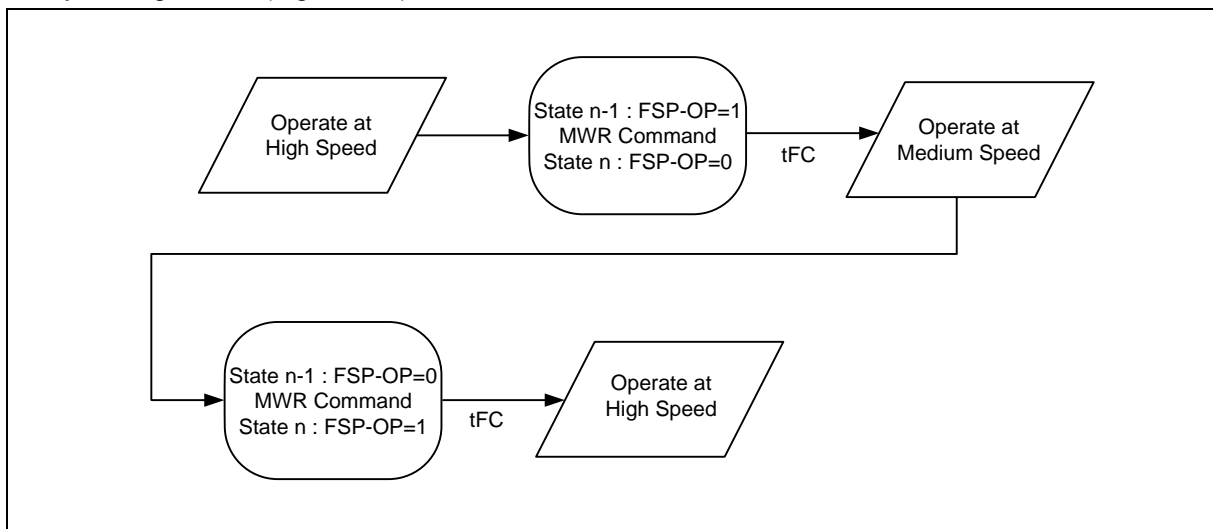 Operate at
High Speed
State n-1 : FSP-OP=1
MWR Command
State n : FSP-OP=0
tFC
Operate at
Medium Speed
State n-1 : FSP-OP=0
MWR Command
State n : FSP-OP=1
tFC
Operate at
High Speed